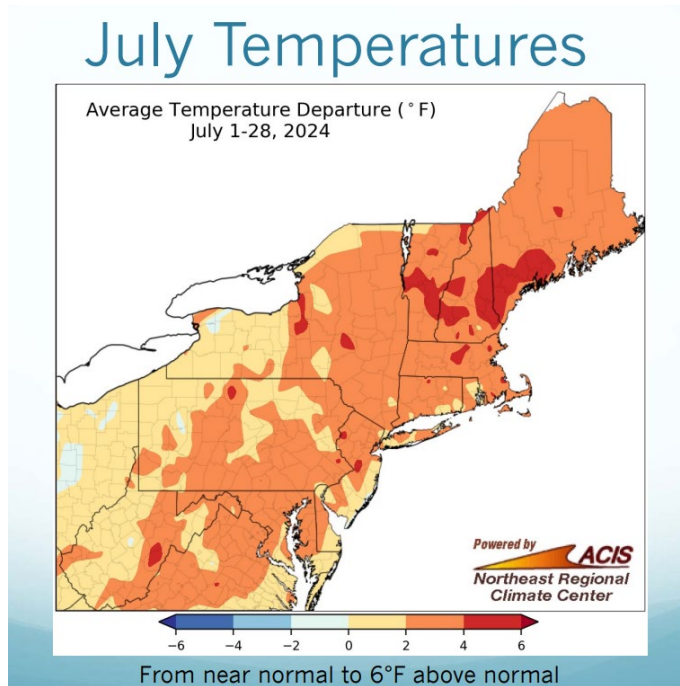 July Temperatures
Average Temperature Departure (°F)
July 1-28, 2024
Powered by
ACIS
Northeast Regional
Climate Center
−6 −4 −2 0 2 4 6
From near normal to 6°F above normal